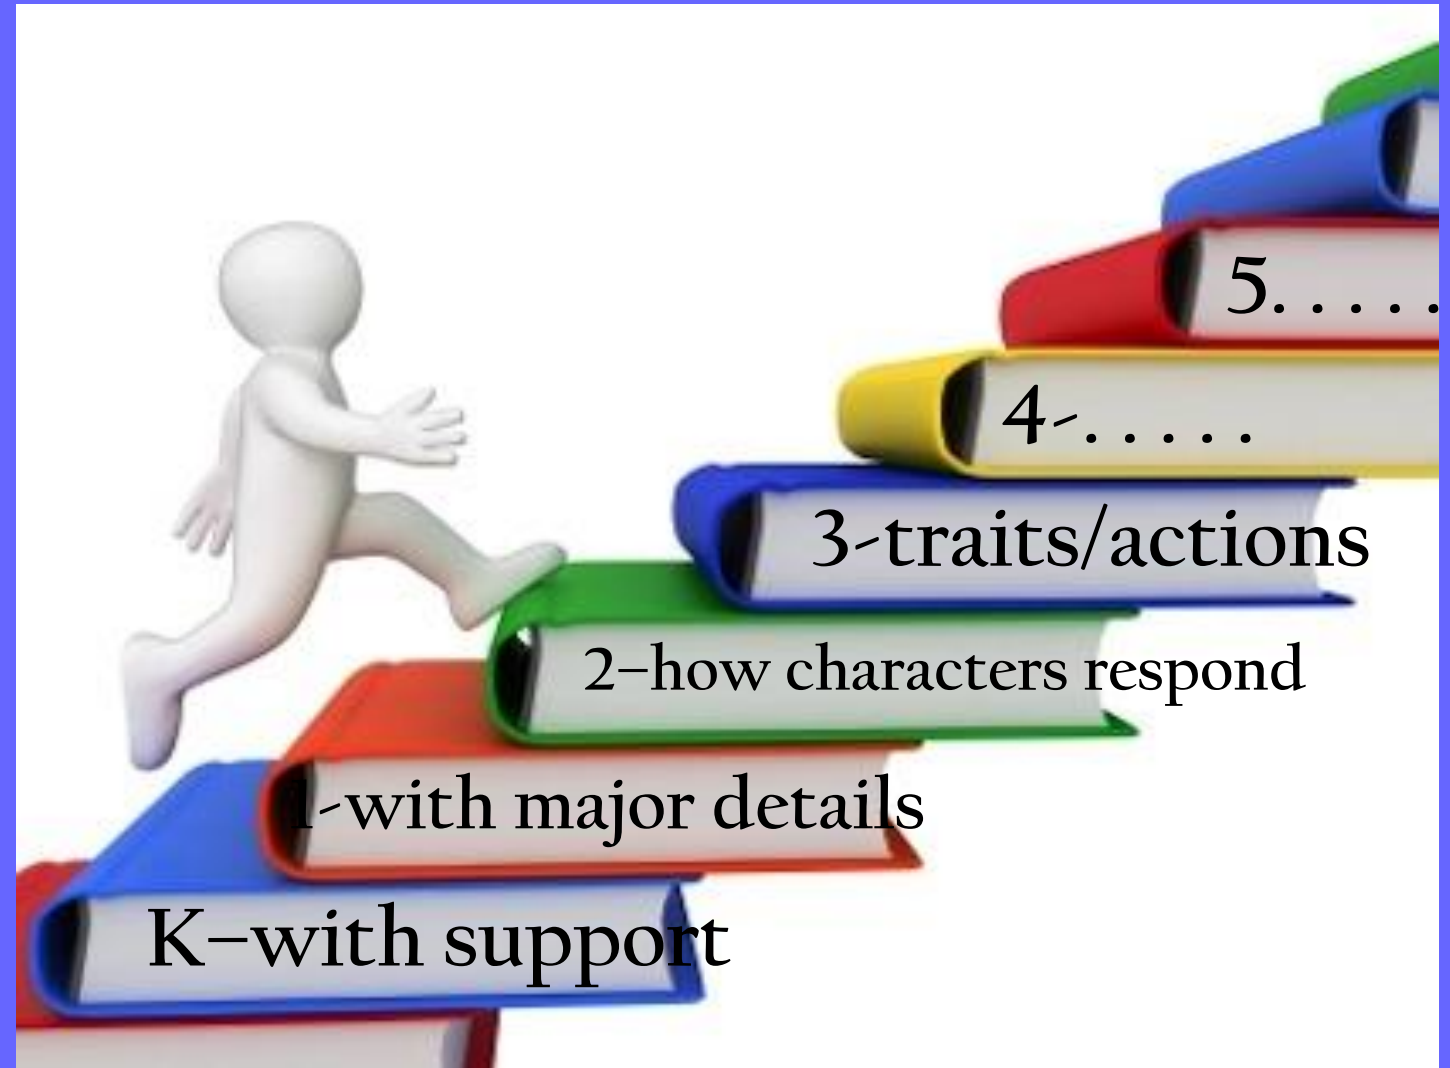 5. . . . .
4-. . . . .
3-traits/actions
2–how characters respond
1-with major details
K–with support